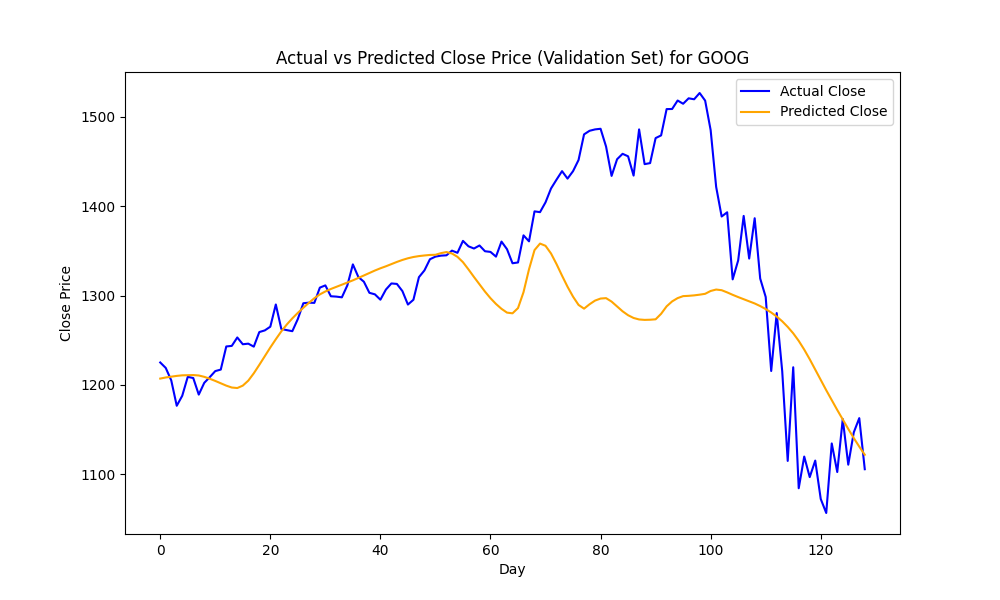 Actual vs Predicted Close Price (Validation Set) for GOOG
Actual Close
Predicted Close
1500
1400
1300
1200
1100
Close Price
0 20 40 60 80 100 120
Day